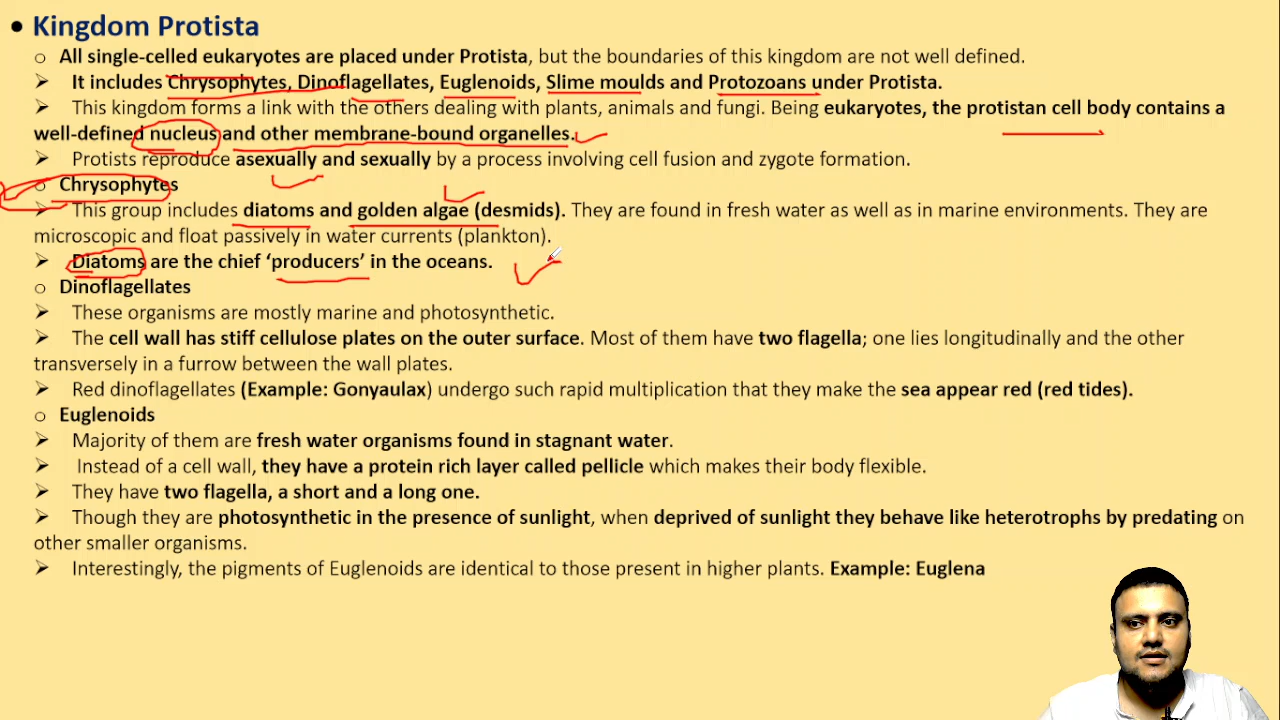 • Kingdom Protista
o All single-celled eukaryotes are placed under Protista, but the boundaries of this kingdom are not well defined.
➢ It includes Chrysophytes, Dinoflagellates, Euglenoids, Slime moulds and Protozoans under Protista.
➢ This kingdom forms a link with the others dealing with plants, animals and fungi. Being eukaryotes, the protistan cell body contains a
well-defined nucleus and other membrane-bound organelles.
➢ Protists reproduce asexually and sexually by a process involving cell fusion and zygote formation.
o Chrysophytes
➢ This group includes diatoms and golden algae (desmids). They are found in fresh water as well as in marine environments. They are
microscopic and float passively in water currents (plankton).
➢ Diatoms are the chief ‘producers’ in the oceans.
o Dinoflagellates
➢ These organisms are mostly marine and photosynthetic.
➢ The cell wall has stiff cellulose plates on the outer surface. Most of them have two flagella; one lies longitudinally and the other
transversely in a furrow between the wall plates.
➢ Red dinoflagellates (Example: Gonyaulax) undergo such rapid multiplication that they make the sea appear red (red tides).
o Euglenoids
➢ Majority of them are fresh water organisms found in stagnant water.
➢ Instead of a cell wall, they have a protein rich layer called pellicle which makes their body flexible.
➢ They have two flagella, a short and a long one.
➢ Though they are photosynthetic in the presence of sunlight, when deprived of sunlight they behave like heterotrophs by predating on
other smaller organisms.
➢ Interestingly, the pigments of Euglenoids are identical to those present in higher plants. Example: Euglena